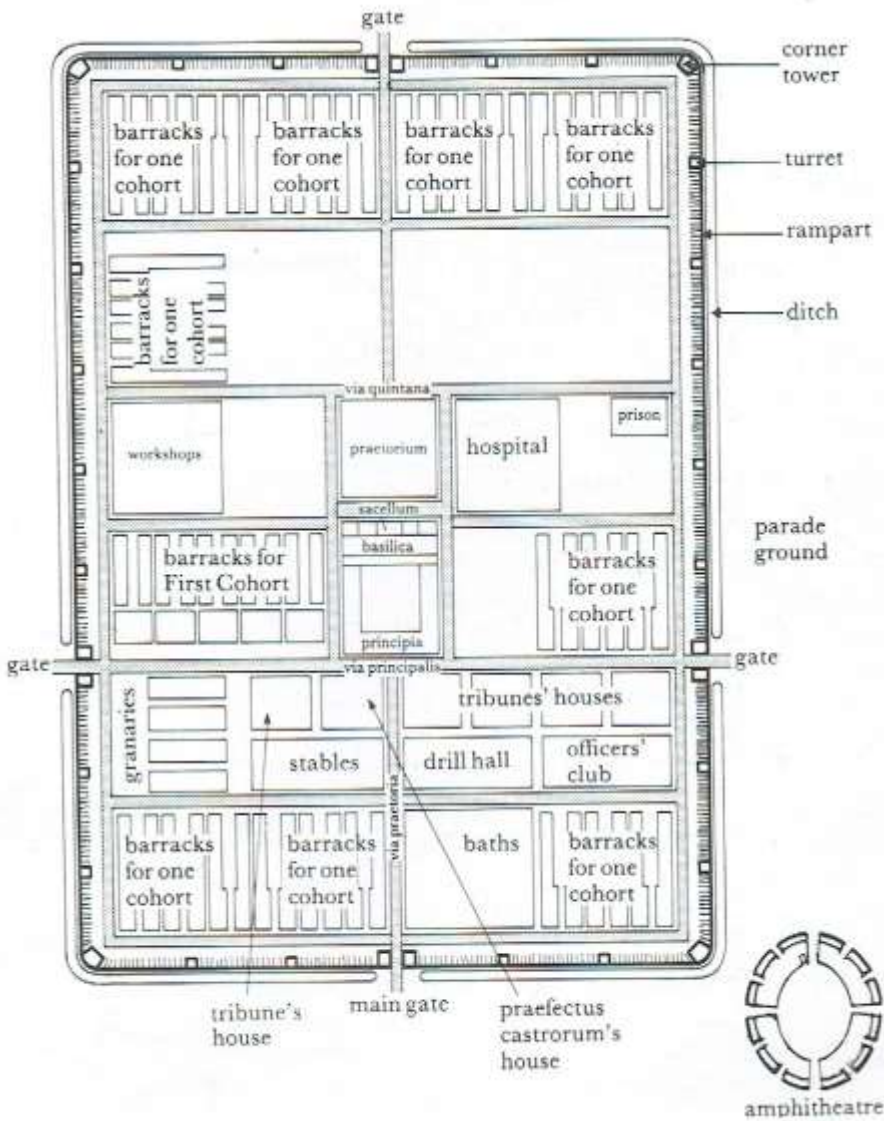 gate
corner
tower
barracks
for one
cohort
barracks
for one
cohort
barracks
for one
cohort
barracks
for one
cohort
turret
rampart
ditch
barracks
for one
cohort
via quintana
workshops
praetorium
hospital
prison
sacellum
basilica
principia
parade
ground
barracks for
First Cohort
barracks
for one
cohort
gate
via principalis
gate
granaries
tribunes' houses
stables
drill hall
officers'
club
via praetoria
barracks
for one
cohort
barracks
for one
cohort
baths
barracks
for one
cohort
tribune's
house
main gate
praefectus
castrorum's
house
amphitheatre